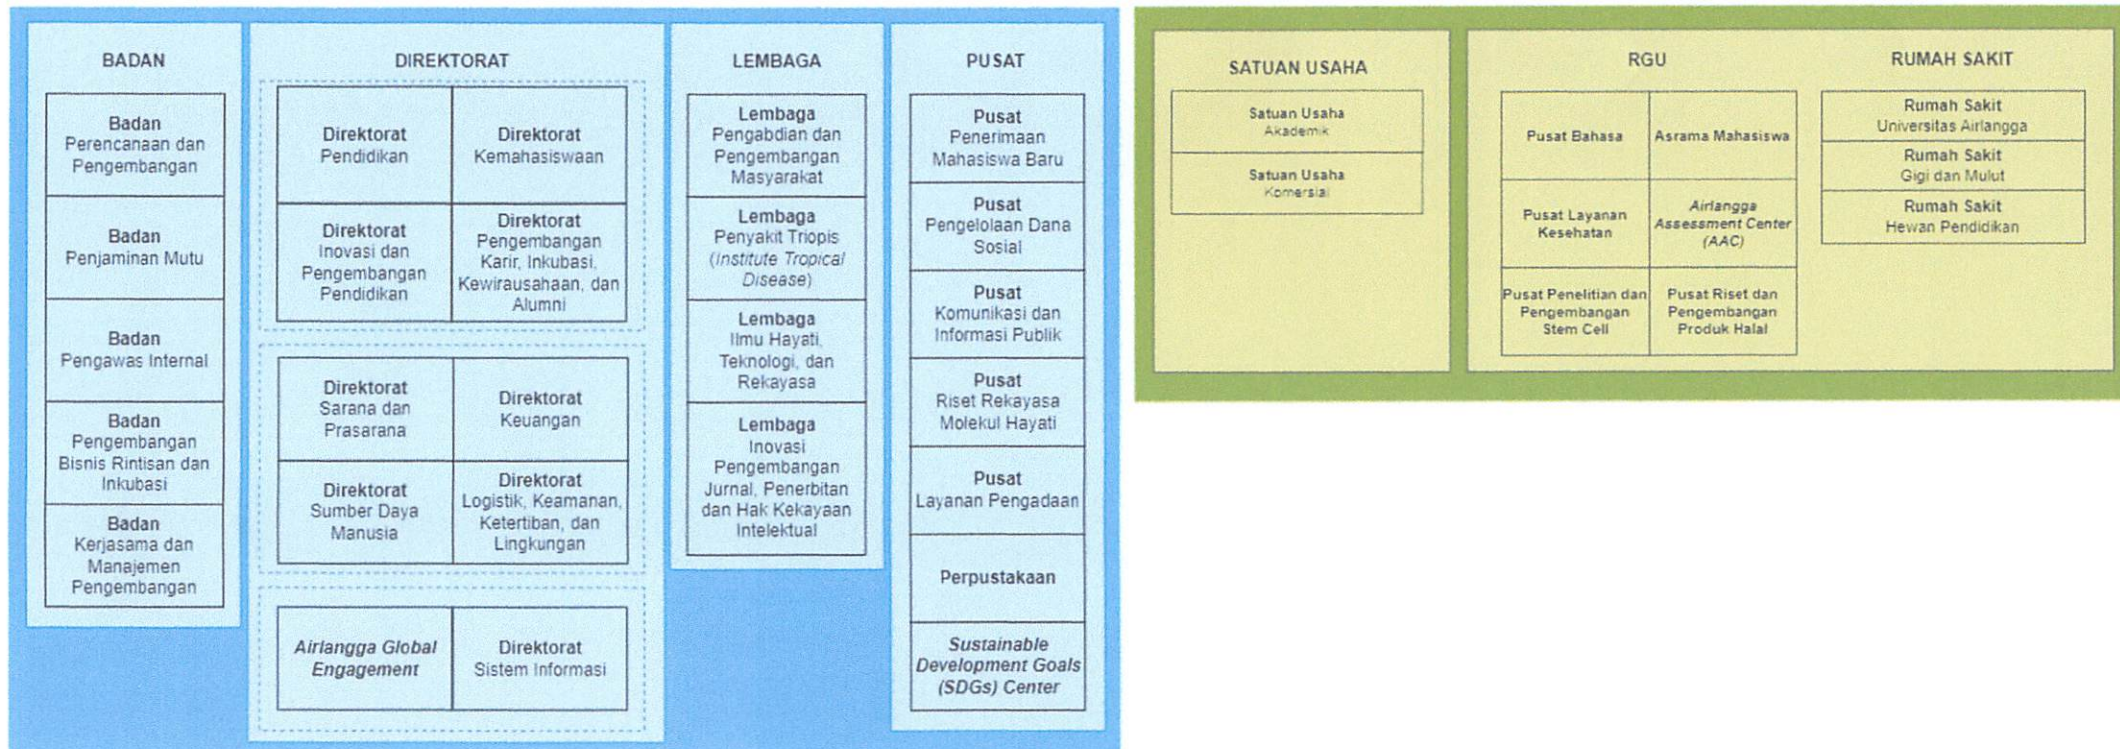 BADAN
Badan
Perencanaan dan
Pengembangan
Badan
Penjaminan Mutu
Badan
Pengawas Internal
Badan
Pengembangan
Bisnis Rintisan dan
Inkubasi
Badan
Kerjasama dan
Manajemen
Pengembangan
DIREKTORAT
Direktorat
Pendidikan
Direktorat
Kemahasiswaan
Direktorat
Inovasi dan
Pengembangan
Pendidikan
Direktorat
Pengembangan
Karir, Inkubasi,
Kewirausahaan, dan
Alumni
Direktorat
Sarana dan
Prasarana
Direktorat
Keuangan
Direktorat
Sumber Daya
Manusia
Direktorat
Logistik, Keamanan,
Ketertiban, dan
Lingkungan
Airlangga Global
Engagement
Direktorat
Sistem Informasi
LEMBAGA
Lembaga
Pengabdian dan
Pengembangan
Masyarakat
Lembaga
Penyakit Triopis
(Institute Tropical
Disease)
Lembaga
Ilmu Hayati,
Teknologi, dan
Rekayasa
Lembaga
Inovasi
Pengembangan
Jurnal, Penerbitan
dan Hak Kekayaan
Intelektual
PUSAT
Pusat
Penerimaan
Mahasiswa Baru
Pusat
Pengelolaan Dana
Sosial
Pusat
Komunikasi dan
Informasi Publik
Pusat
Riset Rekayasa
Molekul Hayati
Pusat
Layanan Pengadaan
Perpustakaan
Sustainable
Development Goals
(SDGs) Center
SATUAN USAHA
Satuan Usaha
Akademik
Satuan Usaha
Komersial
RGU
Pusat Bahasa
Asrama Mahasiswa
Pusat Layanan
Kesehatan
Airlangga
Assessment Center
(AAC)
Pusat Penelitian dan
Pengembangan
Stem Cell
Pusat Riset dan
Pengembangan
Produk Halal
RUMAH SAKIT
Rumah Sakit
Universitas Airlangga
Rumah Sakit
Gigi dan Mulut
Rumah Sakit
Hewan Pendidikan